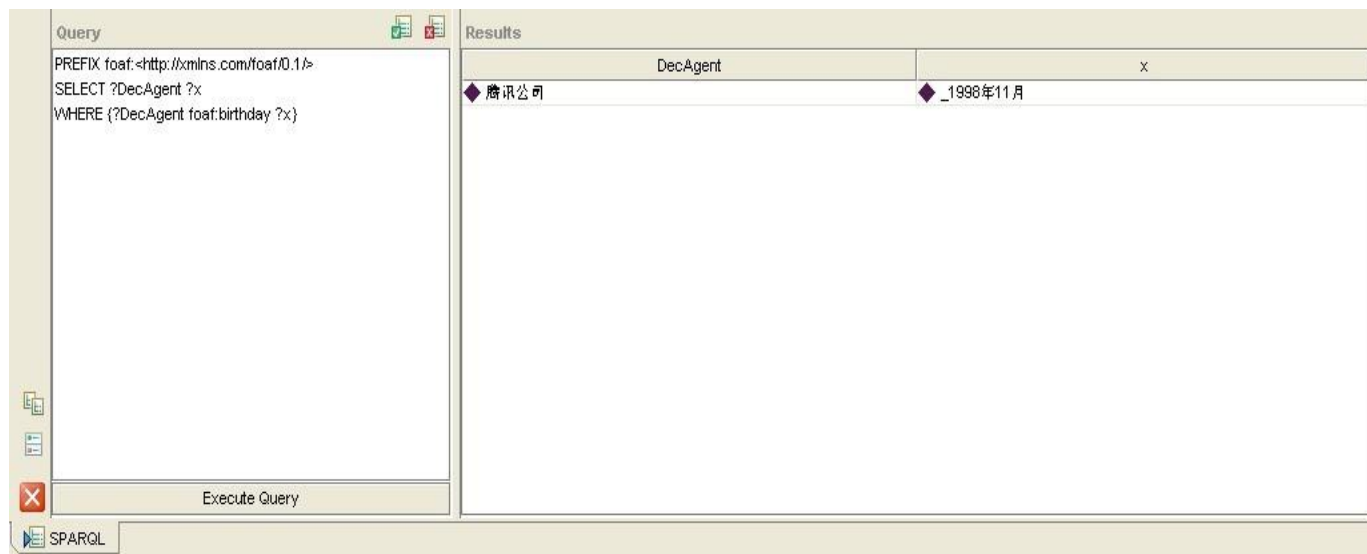 Query
PREFIX foaf:<http://xmlns.com/foaf/0.1/>
SELECT ?DecAgent ?x
WHERE {?DecAgent foaf:birthday ?x}
Execute Query
Results
DecAgent x
腾讯公司 _1998年11月
SPARQL